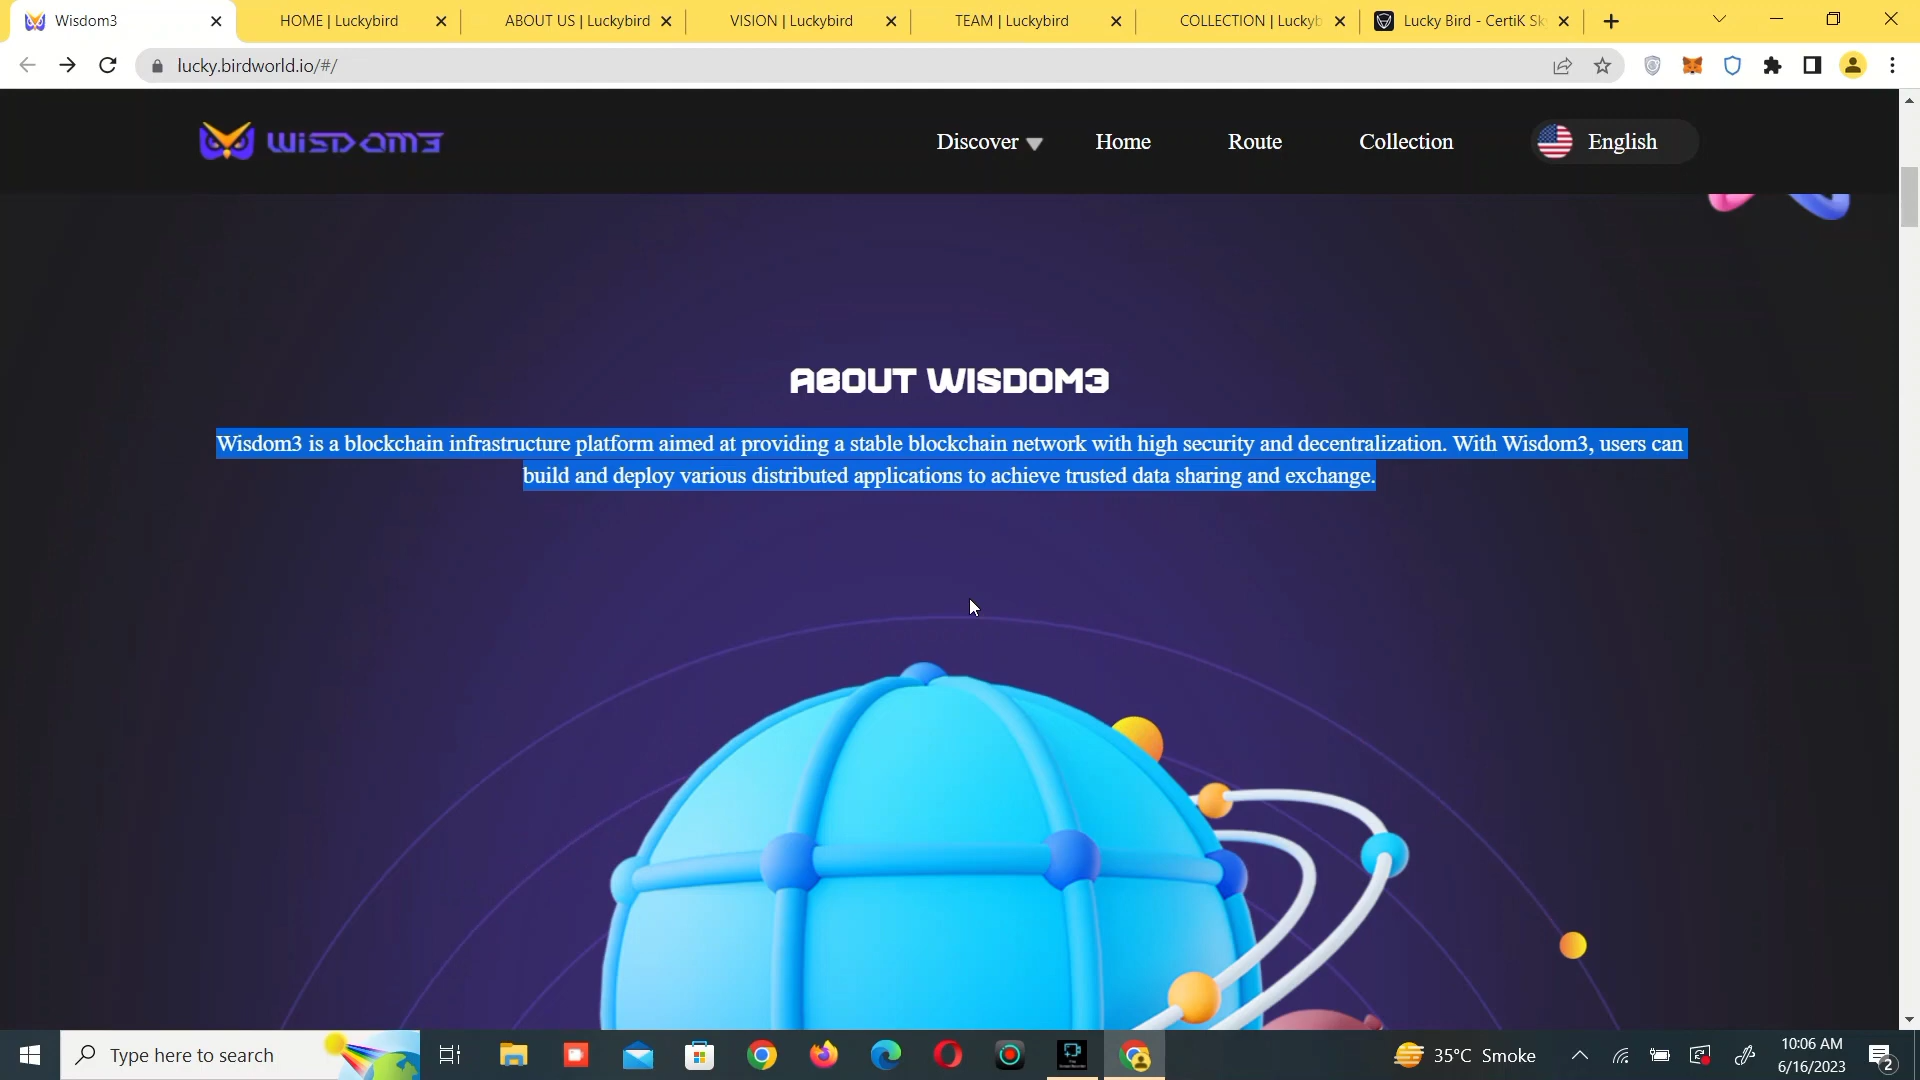 Wisdom3
HOME | Luckybird
ABOUT US | Luckybird
VISION | Luckybird
TEAM | Luckybird
COLLECTION | Luckyb
Lucky Bird - CertiK Sk
lucky.birdworld.io/#/
WISDOM3
Discover
Home
Route
Collection
English
ABOUT WISDOM3
Wisdom3 is a blockchain infrastructure platform aimed at providing a stable blockchain network with high security and decentralization. With Wisdom3, users can
build and deploy various distributed applications to achieve trusted data sharing and exchange.
Type here to search
35°C Smoke
10:06 AM
6/16/2023
2